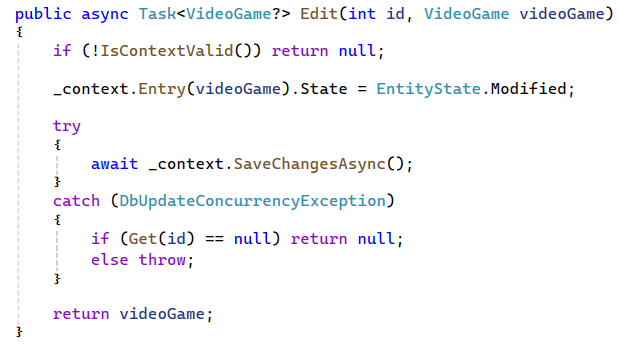 public async Task<VideoGame?> Edit(int id, VideoGame videoGame)
{
    if (!IsContextValid()) return null;

    _context.Entry(videoGame).State = EntityState.Modified;

    try
    {
        await _context.SaveChangesAsync();
    }
    catch (DbUpdateConcurrencyException)
    {
        if (Get(id) == null) return null;
        else throw;
    }

    return videoGame;
}